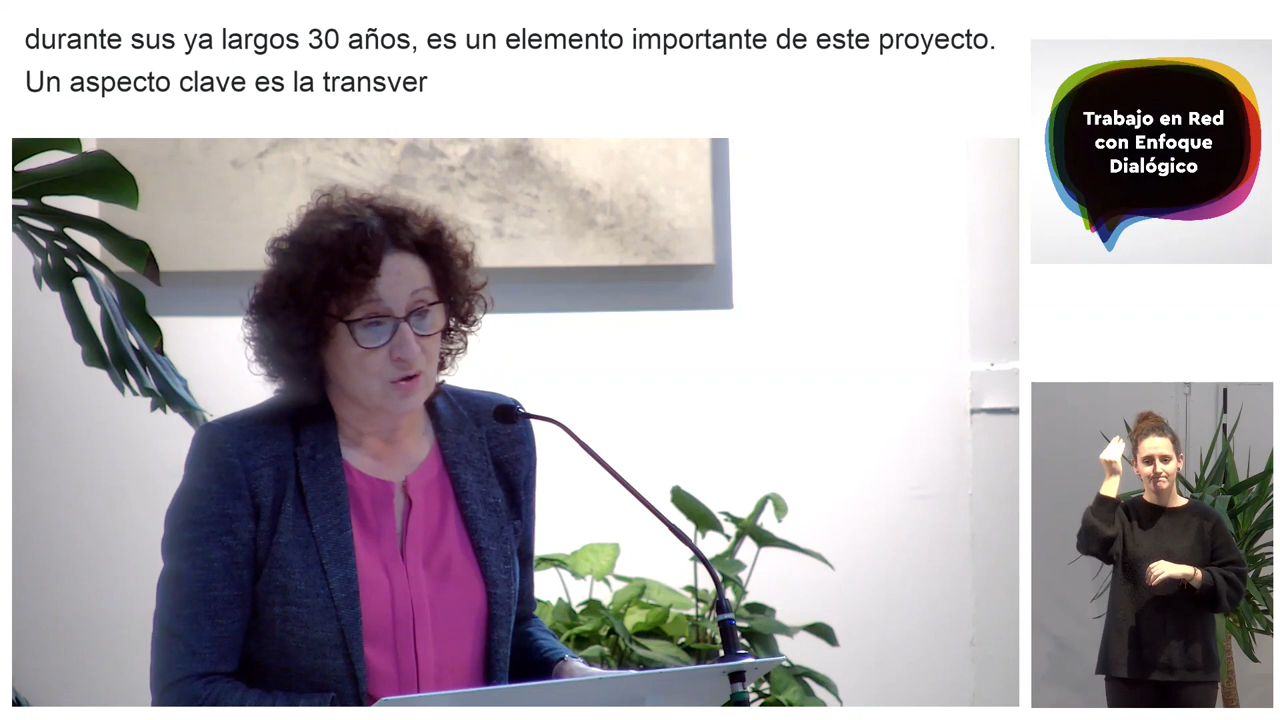 durante sus ya largos 30 años, es un elemento importante de este proyecto.
Un aspecto clave es la transver
Trabajo en Red
con Enfoque
Dialógico